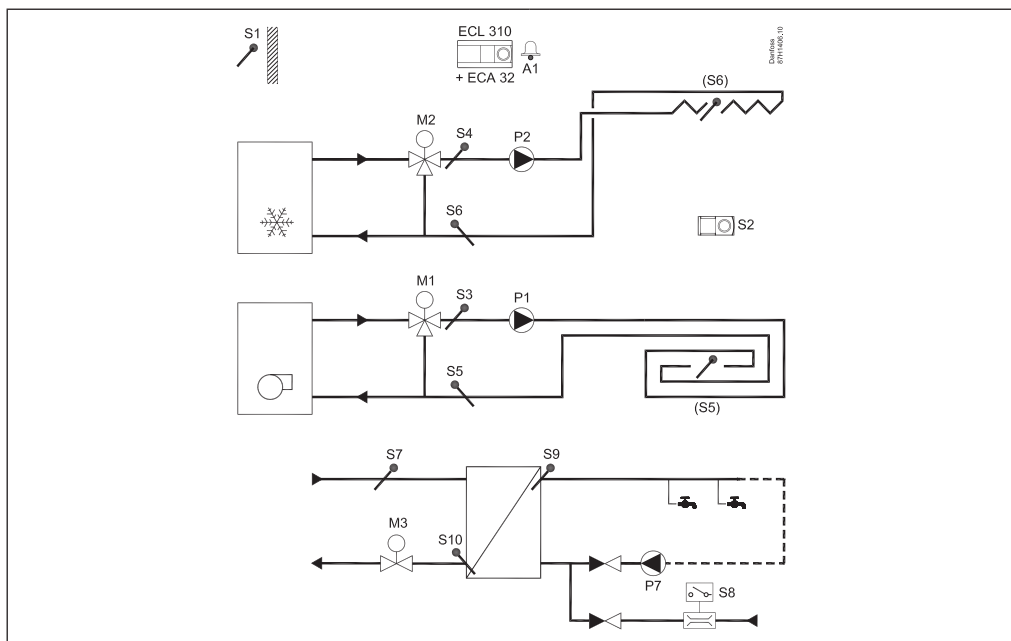 S1
ECL 310
+ ECA 32
A1
Danfoss
87H1406.10
(S6)
M2
S4
P2
S6
S2
M1
S3
P1
S5
(S5)
S7
S9
M3
S10
P7
S8